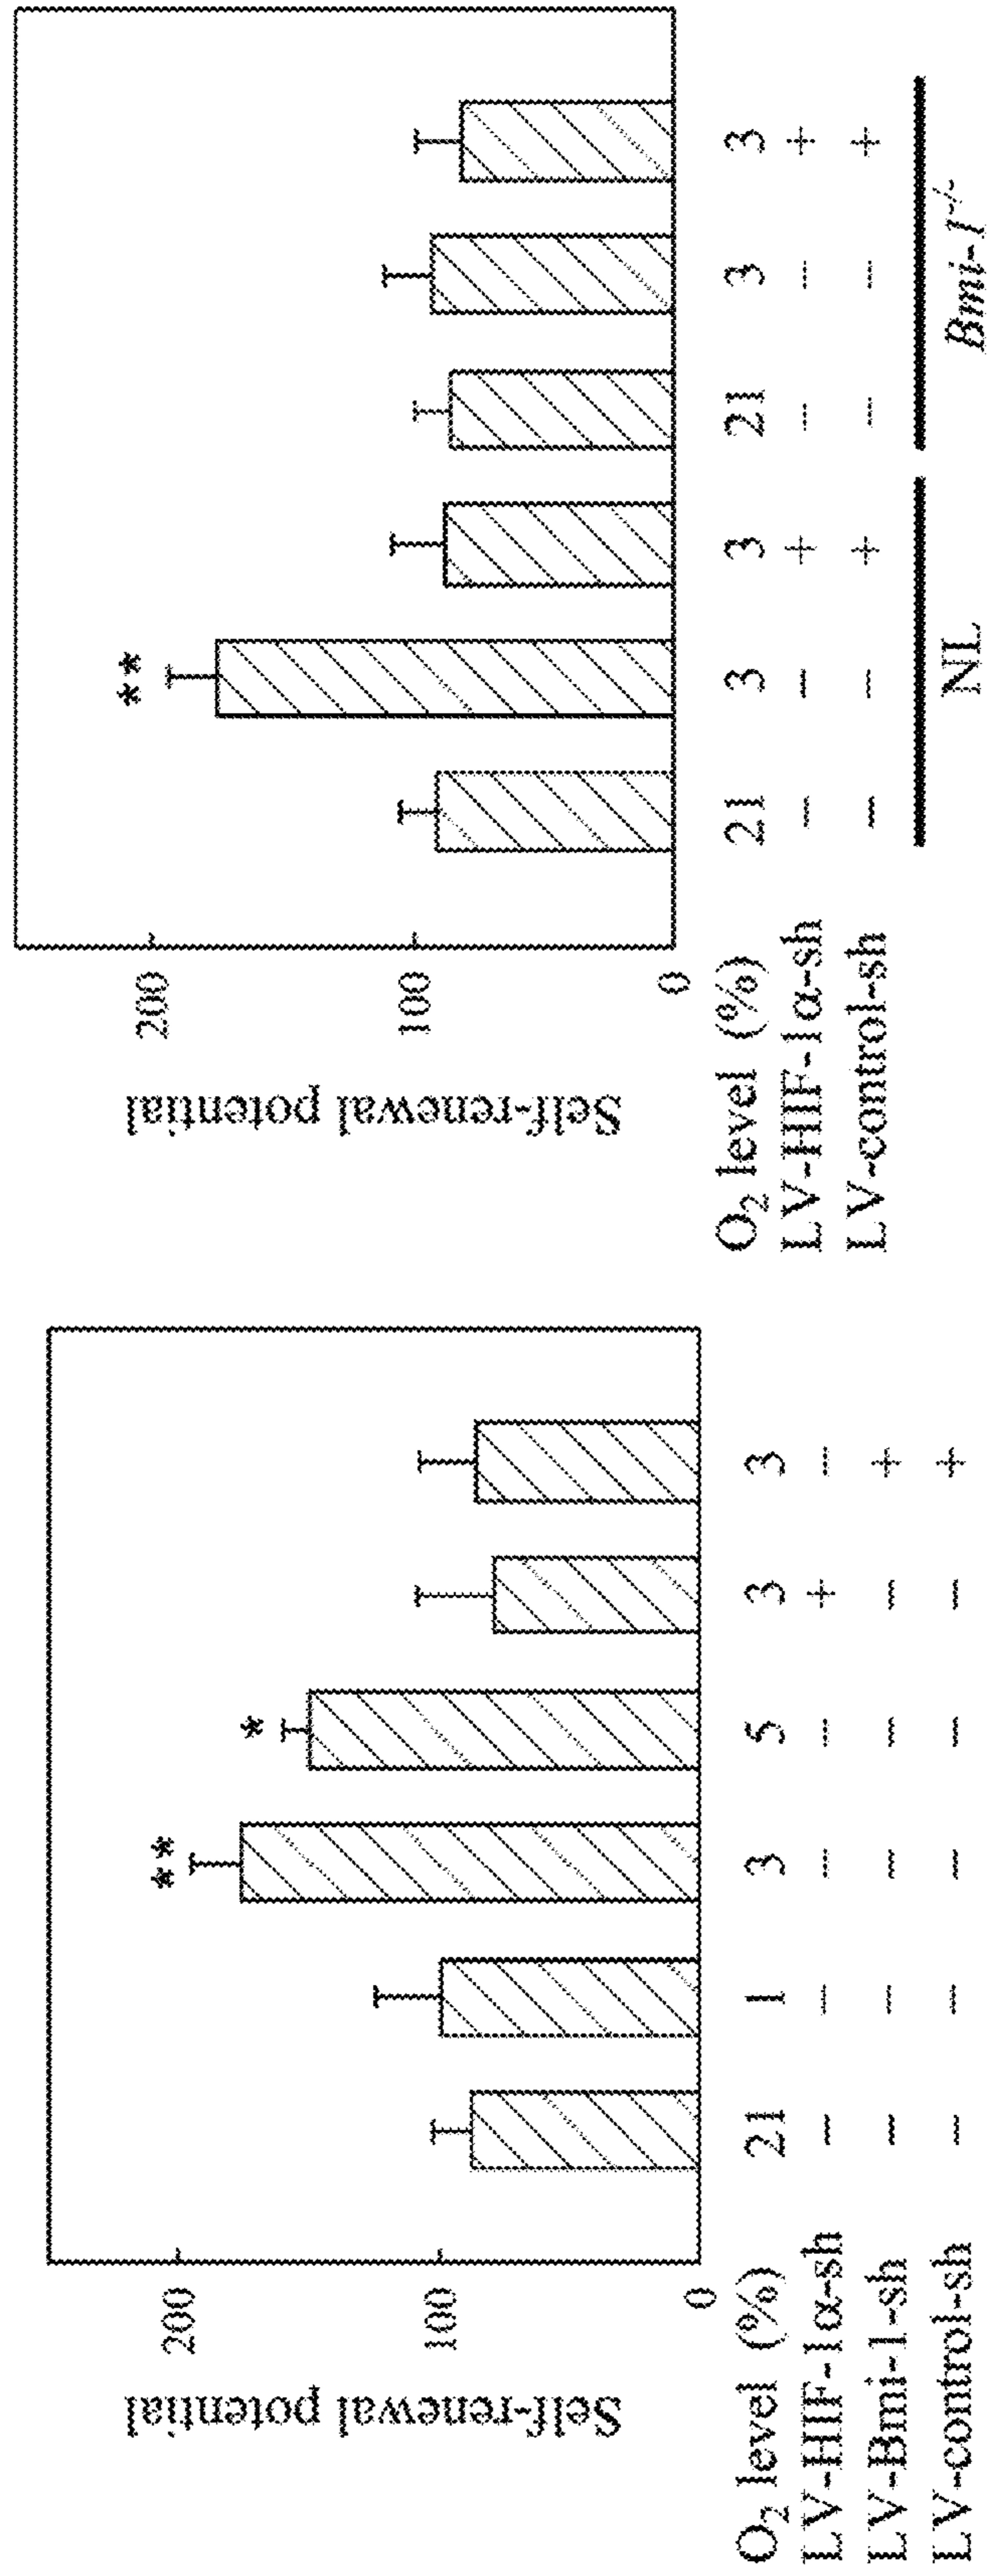 Self-renewal potential
200
100
0
** *
O₂ level (%) 21 1 3 5 3 3
LV-HIF-1α-sh − − − − + −
LV-Bmi-1-sh − − − − − +
LV-control-sh − − − − − +
Self-renewal potential
200
100
0
**
O₂ level (%) 21 3 3 21 3 3
LV-HIF-1α-sh − − + − − +
LV-control-sh − − + − − +
NL Bmi-1⁻/⁻